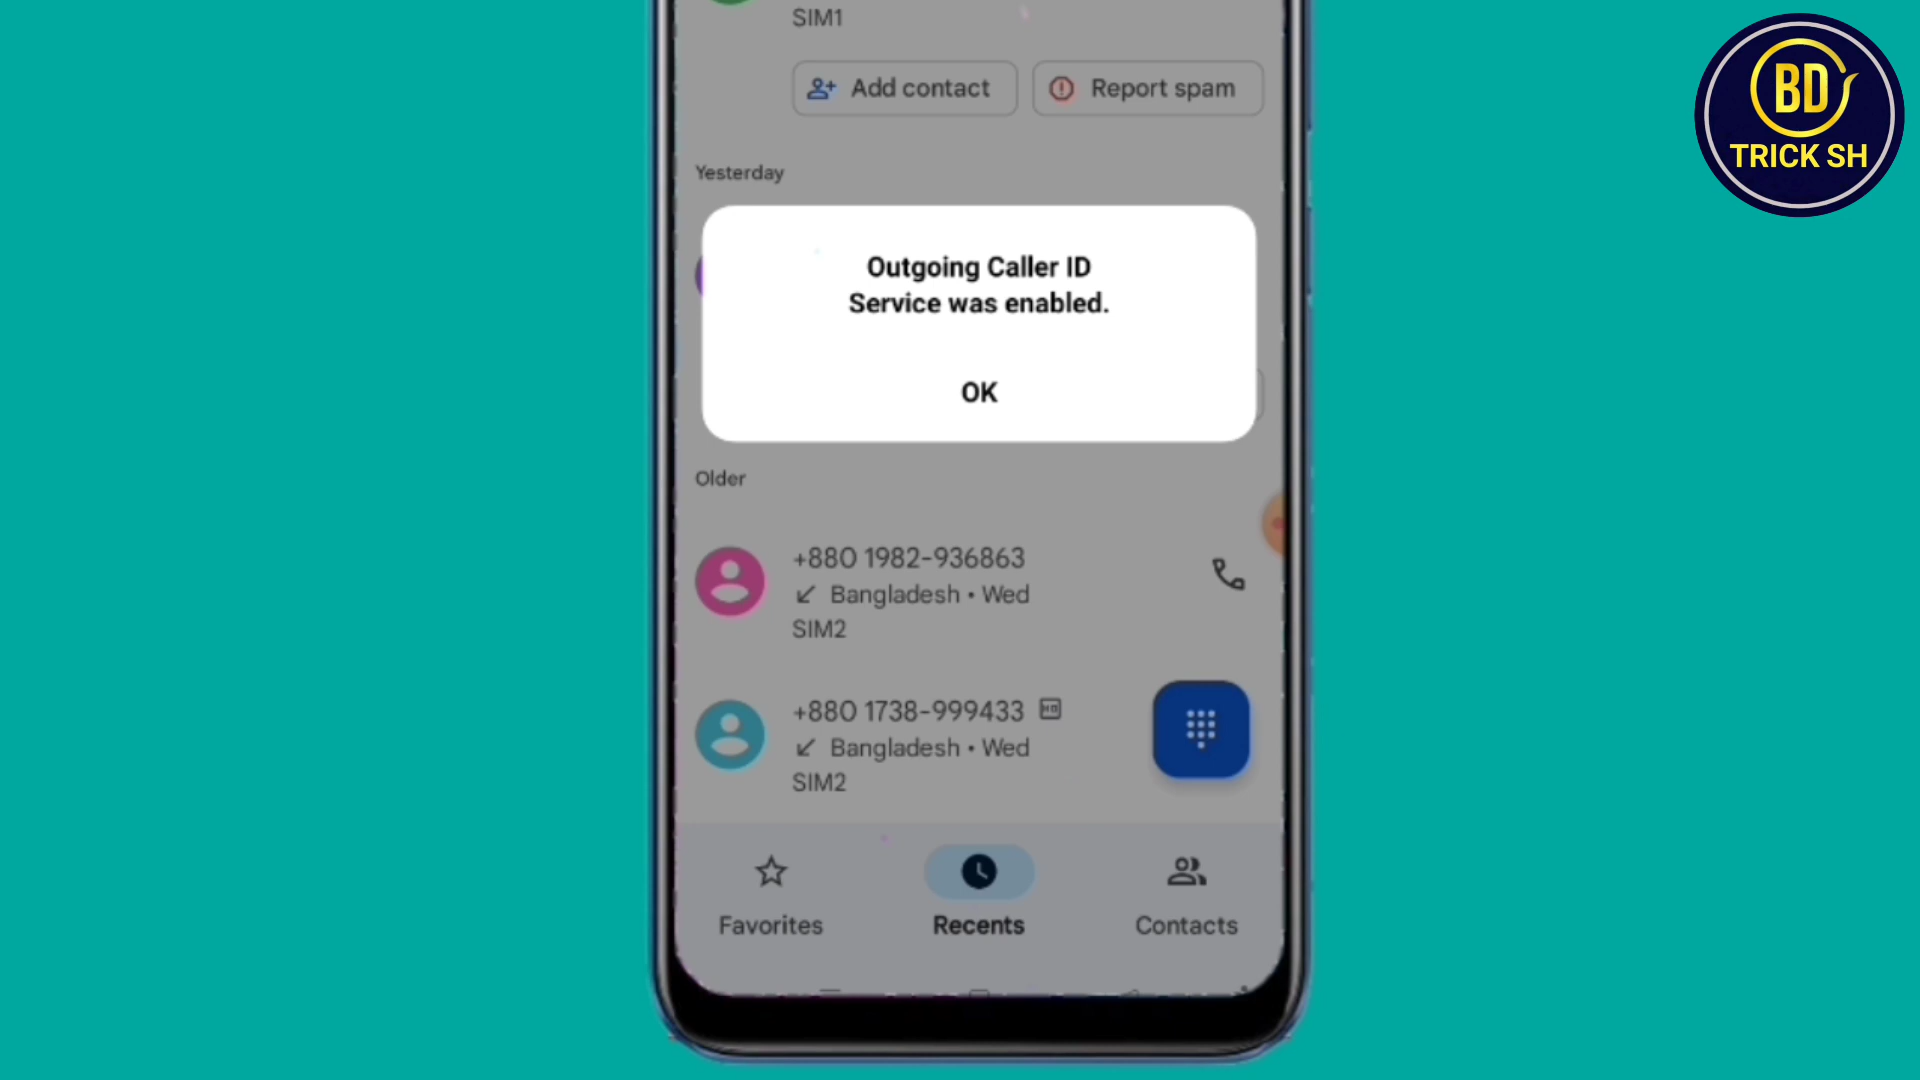 SIM1
Add contact
Report spam
BD
TRICK SH
Yesterday
Outgoing Caller ID
Service was enabled.
OK
Older
+880 1982-936863
Bangladesh • Wed
SIM2
+880 1738-999433 HD
Bangladesh • Wed
SIM2
Favorites
Recents
Contacts